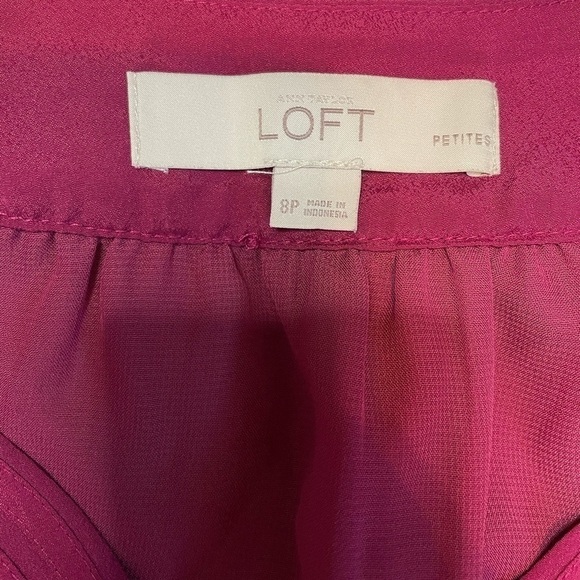 ANN TAYLOR
LOFT
PETITES
8P MADE IN
INDONESIA